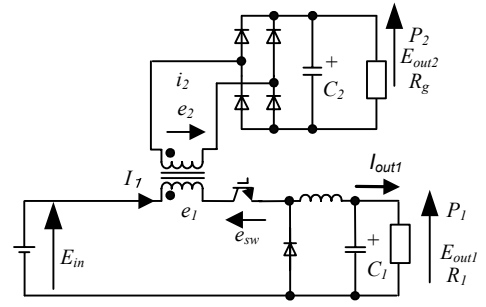 P2
Eout2
Rg
+
C2
i2
e2
I1
e1
esw
Iout1
Ein
+
C1
P1
Eout1
R1